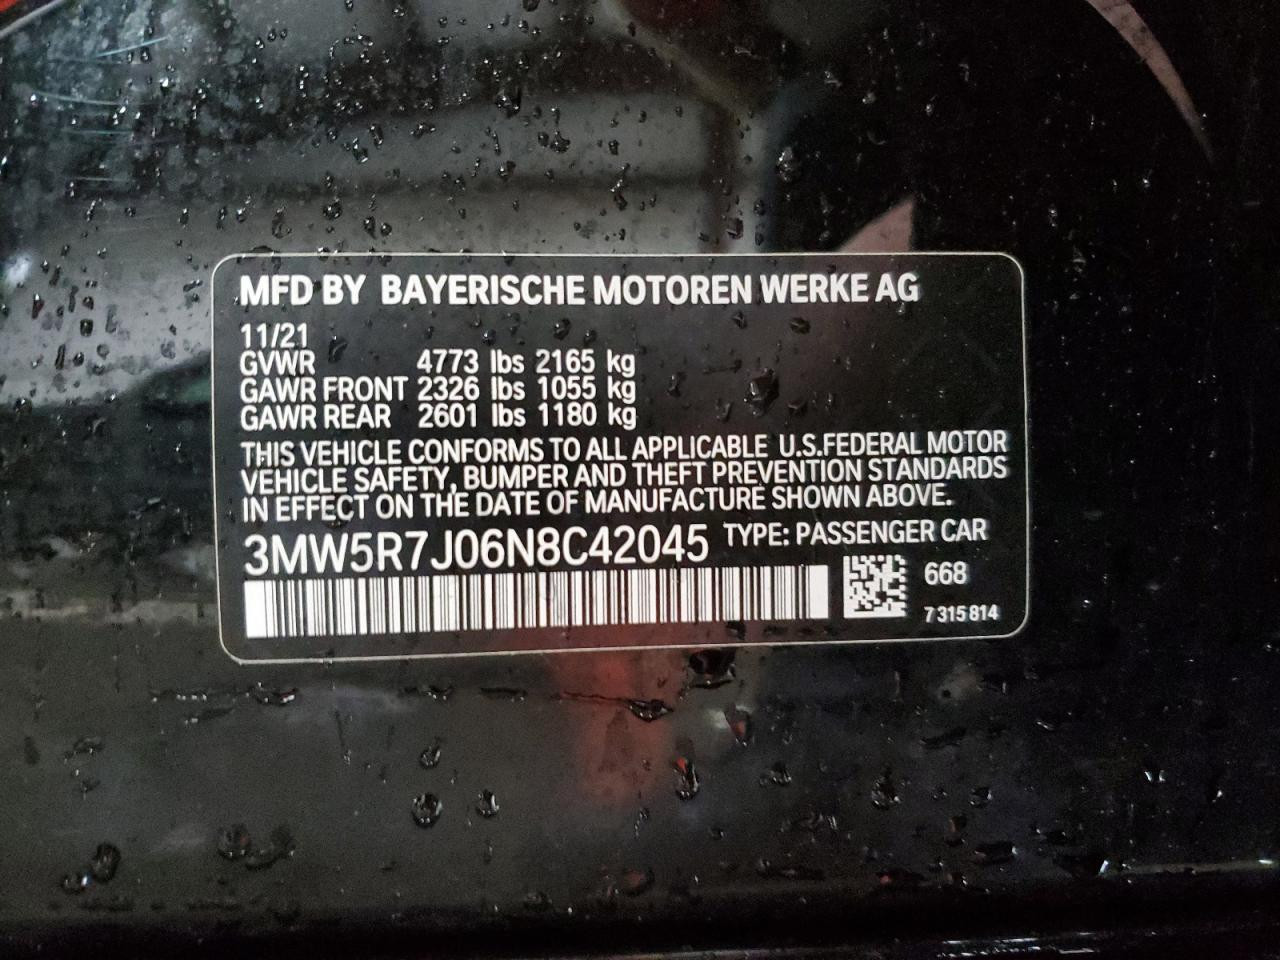 MFD BY BAYERISCHE MOTOREN WERKE AG
11/21
GVWR 4773 lbs 2165 kg
GAWR FRONT 2326 lbs 1055 kg
GAWR REAR 2601 lbs 1180 kg
THIS VEHICLE CONFORMS TO ALL APPLICABLE U.S.FEDERAL MOTOR
VEHICLE SAFETY, BUMPER AND THEFT PREVENTION STANDARDS
IN EFFECT ON THE DATE OF MANUFACTURE SHOWN ABOVE.
3MW5R7J06N8C42045 TYPE: PASSENGER CAR
668
7 315 814